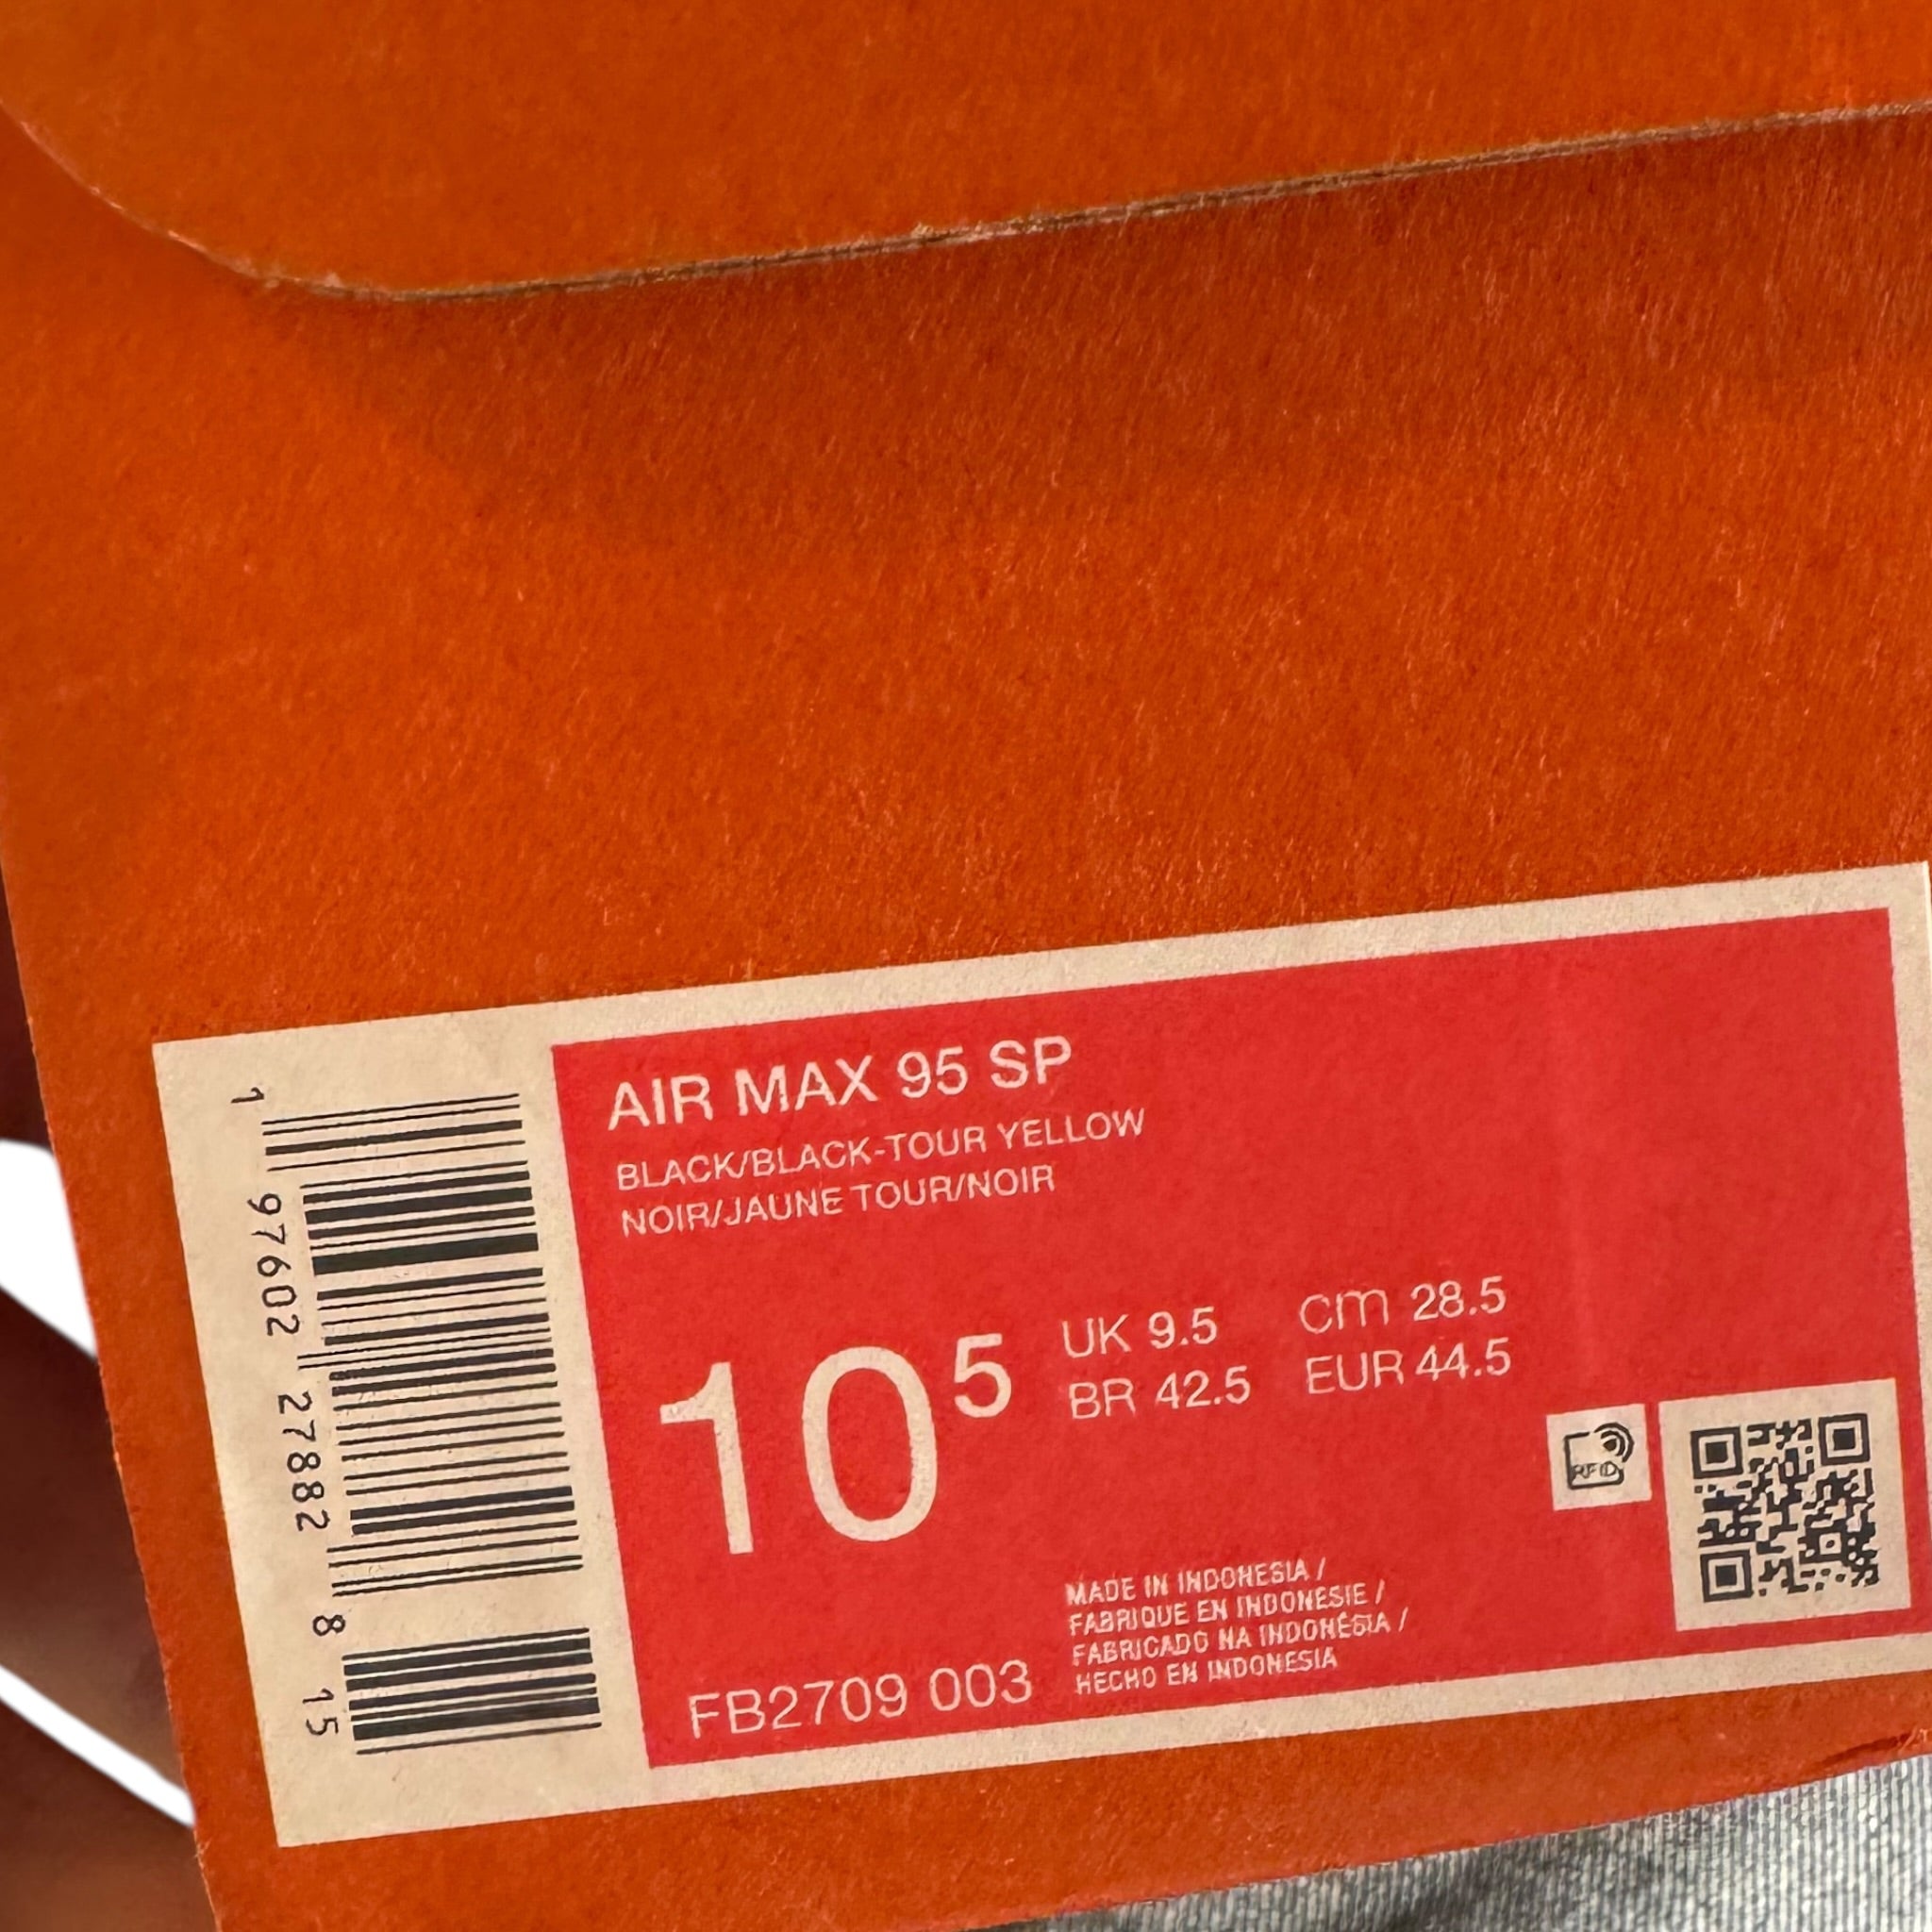 1 97602 27882 8 15
AIR MAX 95 SP
BLACK/BLACK-TOUR YELLOW
NOIR/JAUNE TOUR/NOIR
10 5
UK 9.5 cm 28.5
BR 42.5 EUR 44.5
RFID
MADE IN INDONESIA /
FABRIQUE EN INDONESIE /
FABRICADO NA INDONÉSIA /
HECHO EN INDONESIA
FB2709 003